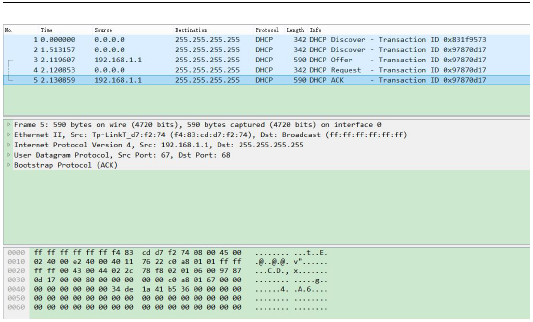 No. Time Source Destination Protocol Length Info
1 0.000000 0.0.0.0 255.255.255.255 DHCP 342 DHCP Discover - Transaction ID 0x831f9573
2 1.513157 0.0.0.0 255.255.255.255 DHCP 342 DHCP Discover - Transaction ID 0x97870d17
3 2.119607 192.168.1.1 255.255.255.255 DHCP 590 DHCP Offer - Transaction ID 0x97870d17
4 2.120853 0.0.0.0 255.255.255.255 DHCP 342 DHCP Request - Transaction ID 0x97870d17
5 2.130859 192.168.1.1 255.255.255.255 DHCP 590 DHCP ACK - Transaction ID 0x97870d17
Frame 5: 590 bytes on wire (4720 bits), 590 bytes captured (4720 bits) on interface 0
Ethernet II, Src: Tp-LinkT_d7:f2:74 (f4:83:cd:d7:f2:74), Dst: Broadcast (ff:ff:ff:ff:ff:ff)
Internet Protocol Version 4, Src: 192.168.1.1, Dst: 255.255.255.255
User Datagram Protocol, Src Port: 67, Dst Port: 68
Bootstrap Protocol (ACK)
0000 ff ff ff ff ff ff f4 83 cd d7 f2 74 08 00 45 00 ........ ...t..E.
0010 02 40 00 e2 40 00 40 11 76 22 c0 a8 01 01 ff ff .@..@.@. v"......
0020 ff ff 00 43 00 44 02 2c 78 f8 02 01 06 00 97 87 ...C.D., x.......
0030 0d 17 00 00 80 00 00 00 00 00 c0 a8 01 67 00 00 ........ .....g..
0040 00 00 00 00 00 00 34 de 1a 41 b5 36 00 00 00 00 ......4. .A.6....
0050 00 00 00 00 00 00 00 00 00 00 00 00 00 00 00 00 ........ ........
0060 00 00 00 00 00 00 00 00 00 00 00 00 00 00 00 00 ........ ........